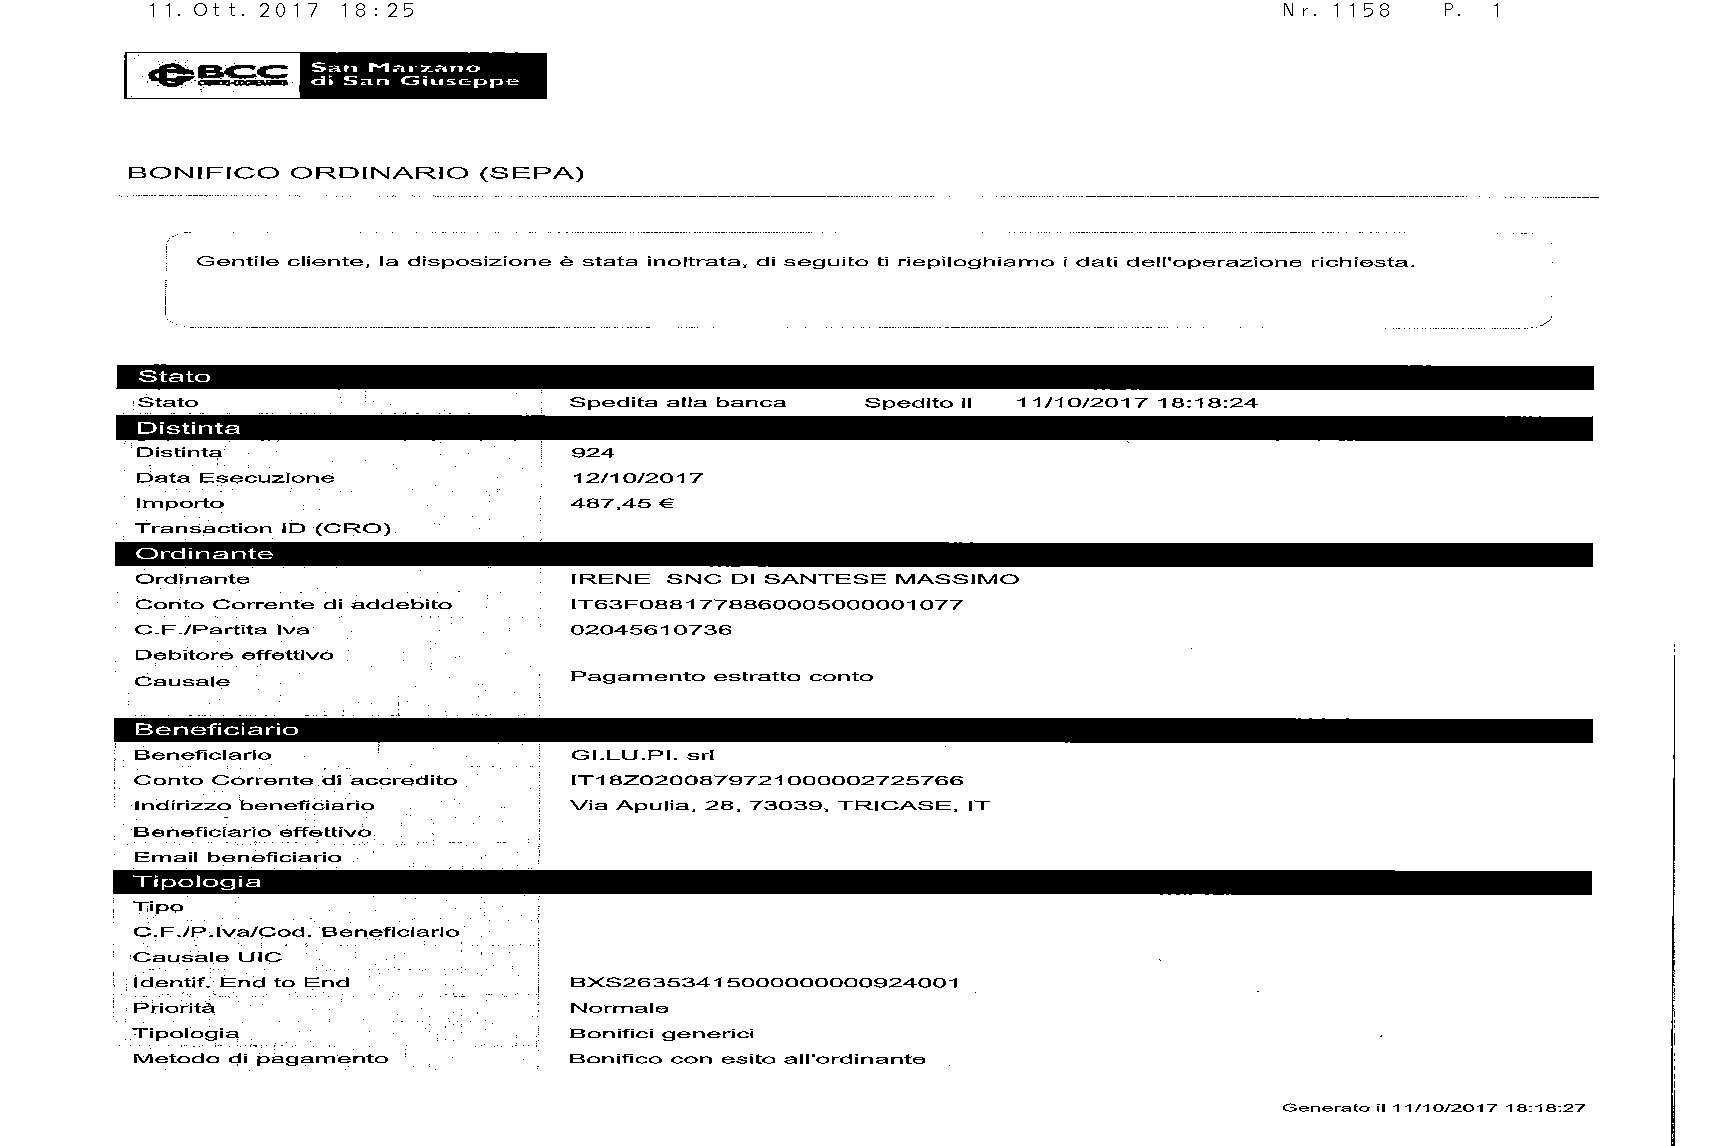 11. Ott. 2017 18:25 Nr. 1158 P. 1
BCC San Marzano
di San Giuseppe
BONIFICO ORDINARIO (SEPA)
Gentile cliente, la disposizione è stata inoltrata, di seguito ti riepiloghiamo i dati dell'operazione richiesta.
Stato
Stato Spedita alla banca Spedito il 11/10/2017 18:18:24
Distinta
Distinta 924
Data Esecuzione 12/10/2017
Importo 487,45 €
Transaction ID (CRO)
Ordinante
Ordinante IRENE SNC DI SANTESE MASSIMO
Conto Corrente di addebito IT63F0881778860005000001077
C.F./Partita Iva 02045610736
Debitore effettivo
Causale Pagamento estratto conto
Beneficiario
Beneficiario GI.LU.PI. srl
Conto Corrente di accredito IT18Z0200879721000002725766
Indirizzo beneficiario Via Apulia, 28, 73039, TRICASE, IT
Beneficiario effettivo
Email beneficiario
Tipologia
Tipo
C.F./P.Iva/Cod. Beneficiario
Causale UIC
Identif. End to End BXS26353415000000000924001
Priorità Normale
Tipologia Bonifici generici
Metodo di pagamento Bonifico con esito all'ordinante
Generato il 11/10/2017 18:18:27